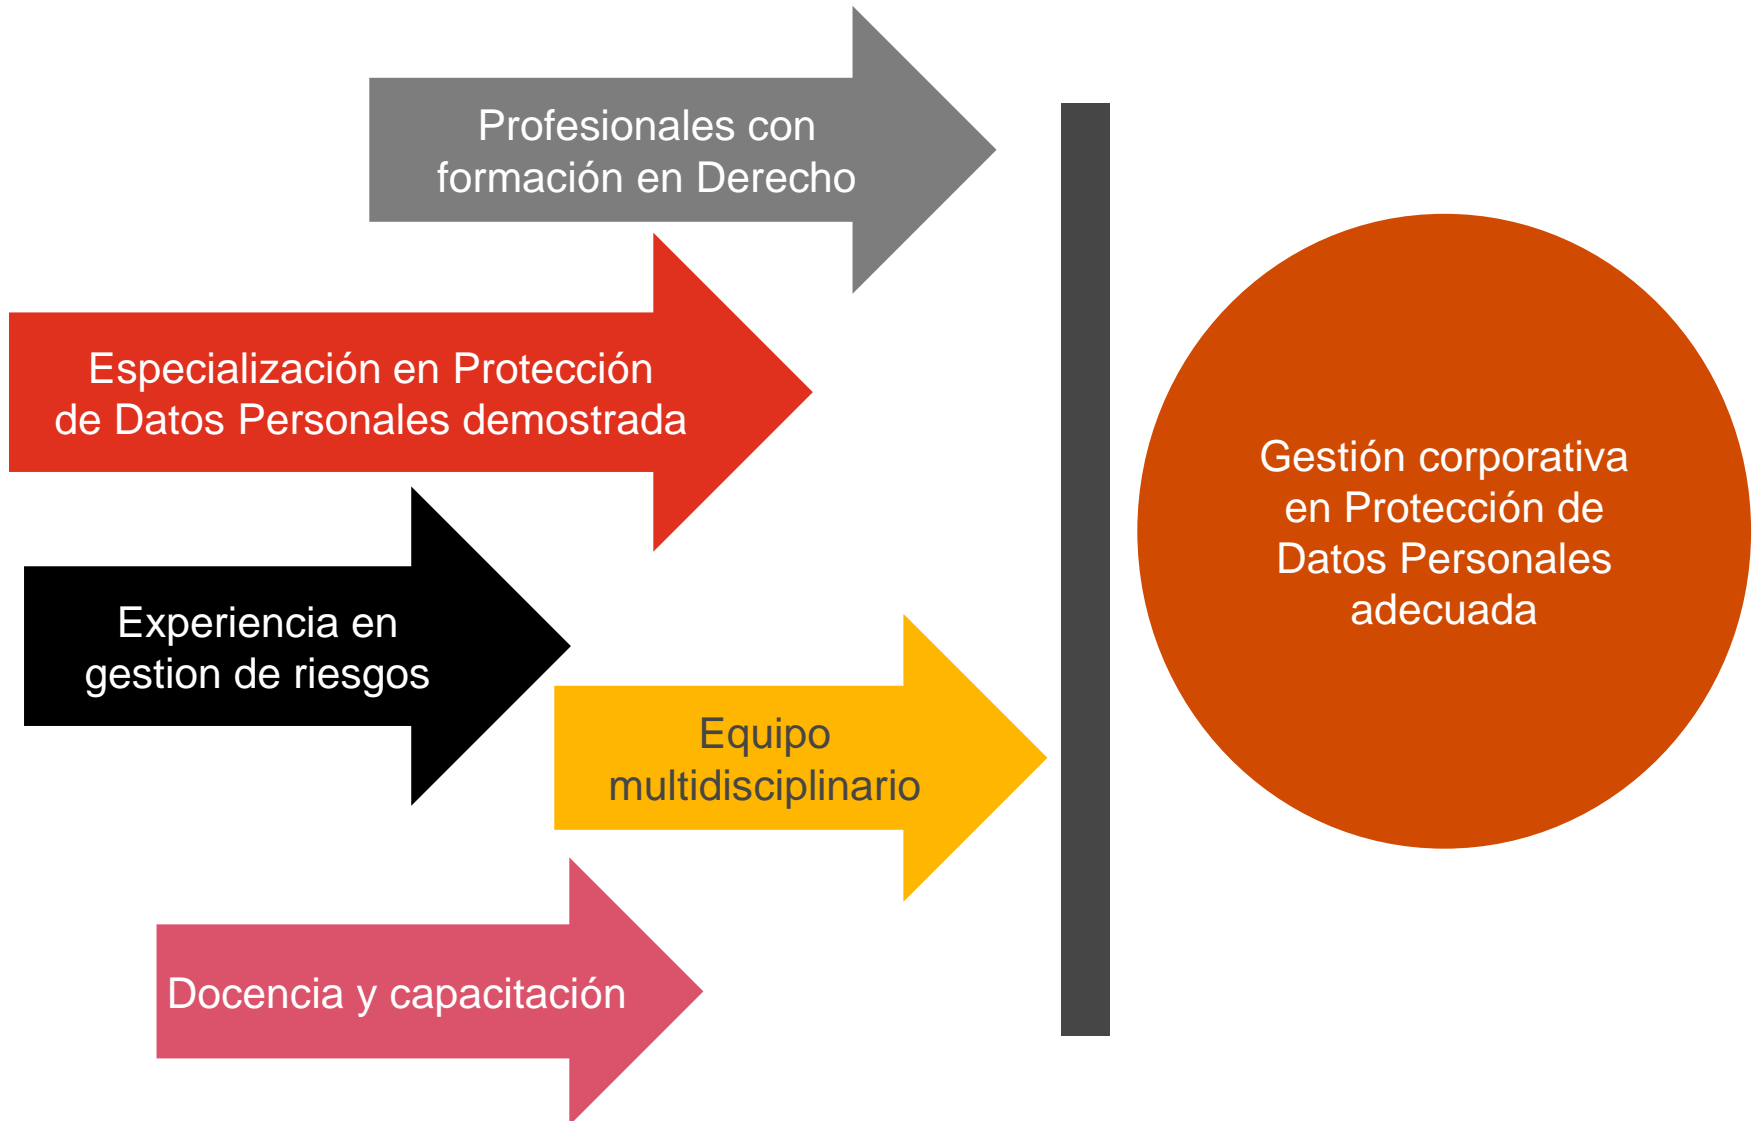 Profesionales con
formación en Derecho
Especialización en Protección
de Datos Personales demostrada
Experiencia en
gestion de riesgos
Equipo
multidisciplinario
Docencia y capacitación
Gestión corporativa
en Protección de
Datos Personales
adecuada